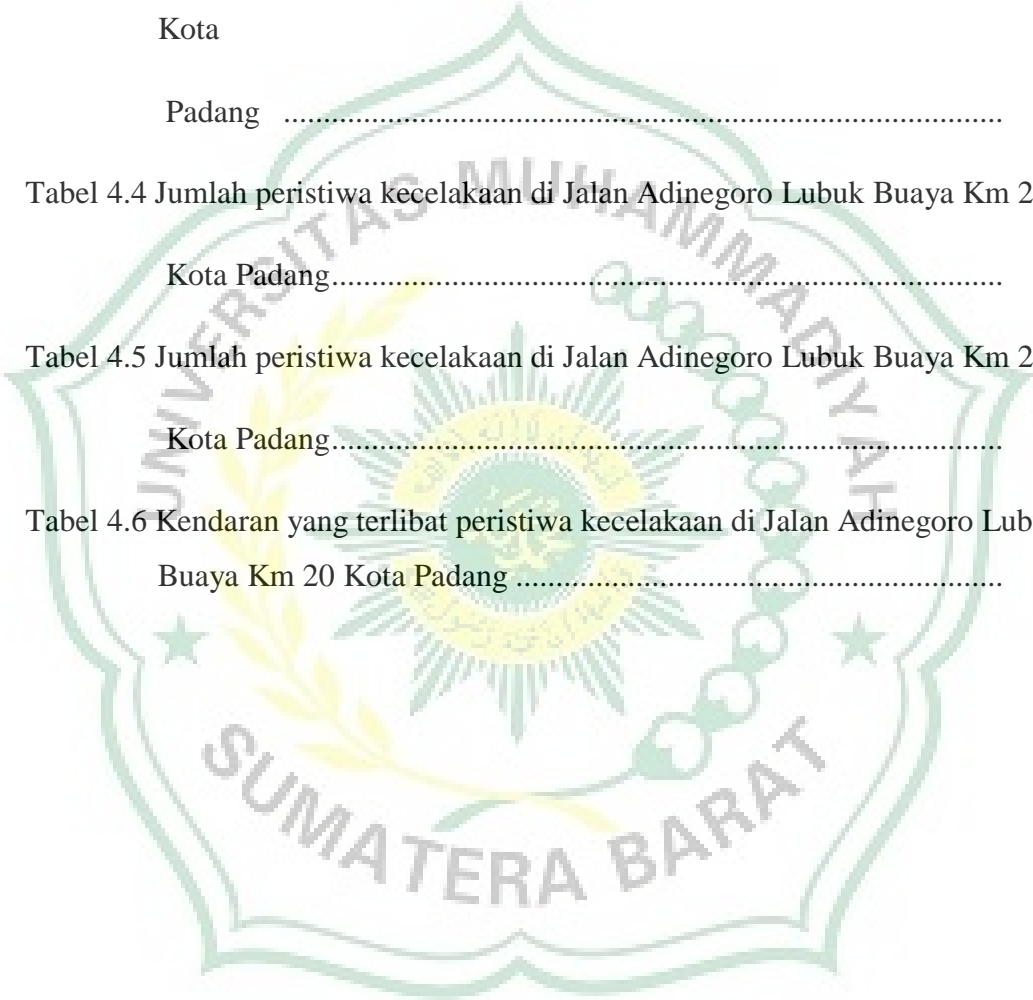 Kota
Padang ........................................................................................
Tabel 4.4 Jumlah peristiwa kecelakaan di Jalan Adinegoro Lubuk Buaya Km 2
Kota Padang..................................................................................
Tabel 4.5 Jumlah peristiwa kecelakaan di Jalan Adinegoro Lubuk Buaya Km 2
Kota Padang..................................................................................
Tabel 4.6 Kendaran yang terlibat peristiwa kecelakaan di Jalan Adinegoro Lub
Buaya Km 20 Kota Padang ...........................................................
UNIVERSITAS MUHAMMADIYAH
SUMATERA BARAT